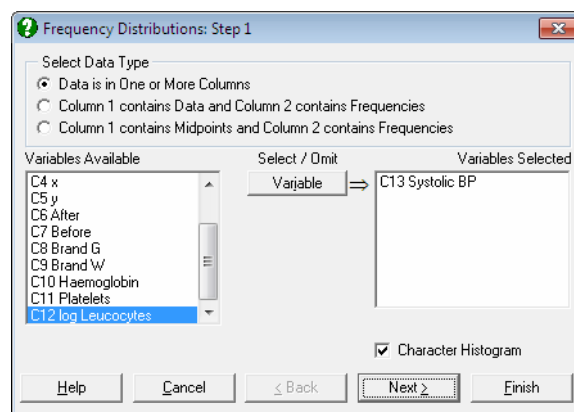 Frequency Distributions: Step 1
Select Data Type
Data is in One or More Columns
Column 1 contains Data and Column 2 contains Frequencies
Column 1 contains Midpoints and Column 2 contains Frequencies
Variables Available Select / Omit Variables Selected
C4 x Variable ⇒ C13 Systolic BP
C5 y
C6 After
C7 Before
C8 Brand G
C9 Brand W
C10 Haemoglobin
C11 Platelets
C12 log Leucocytes
Character Histogram
Help Cancel < Back Next > Finish